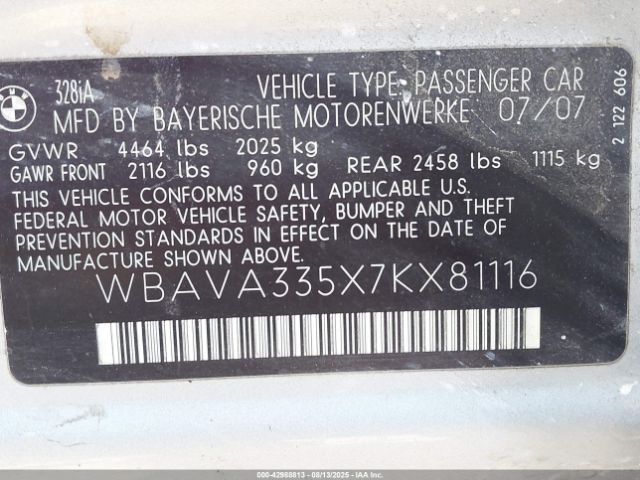 BMW
328iA VEHICLE TYPE: PASSENGER CAR
MFD BY BAYERISCHE MOTORENWERKE 07/07
GVWR 4464 lbs 2025 kg
GAWR FRONT 2116 lbs 960 kg REAR 2458 lbs 1115 kg
THIS VEHICLE CONFORMS TO ALL APPLICABLE U.S.
FEDERAL MOTOR VEHICLE SAFETY, BUMPER AND THEFT
PREVENTION STANDARDS IN EFFECT ON THE DATE OF
MANUFACTURE SHOWN ABOVE.
WBAVA335X7KX81116
2 122 606
000-42988813 - 08/13/2025 - IAAI.COM